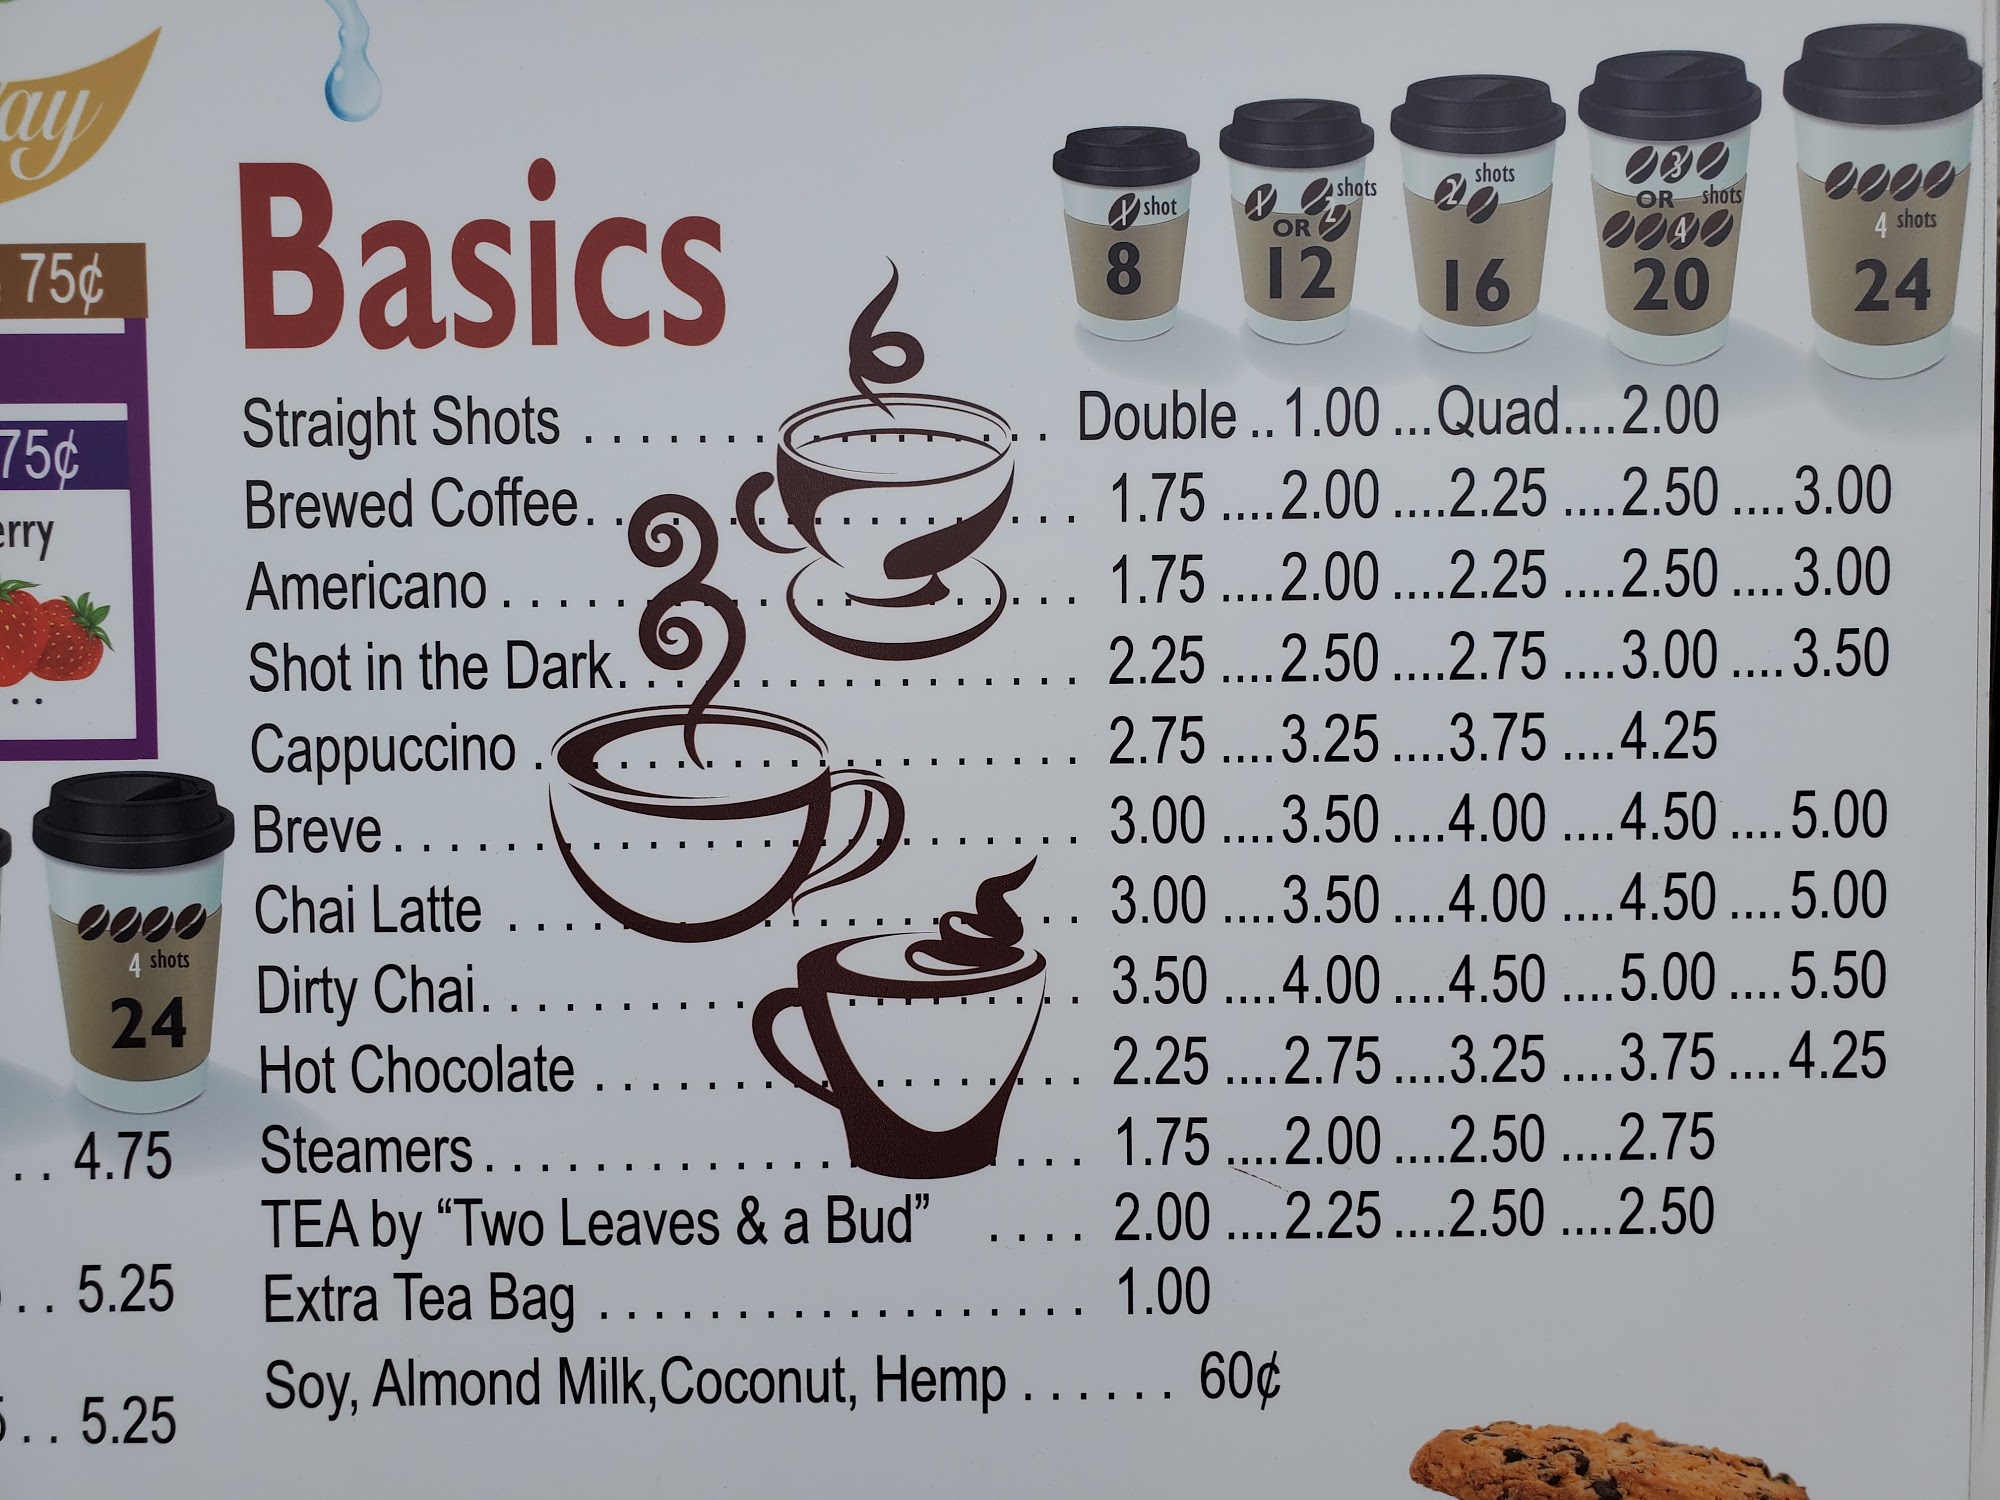 75¢
75¢
4 shots
24
4.75
5.25
5.25
Basics
1 shot
8
1 OR 2 shots
12
2 shots
16
3 OR 4 shots
20
4 shots
24
Straight Shots . . . . . . . . . . . . . . . . . Double ..1.00 ...Quad....2.00
Brewed Coffee. . . . . . . . . . . . . . . . . . 1.75 ....2.00 ....2.25 ....2.50 ....3.00
Americano . . . . . . . . . . . . . . . . . . . . . 1.75 ....2.00 ....2.25 ....2.50 ....3.00
Shot in the Dark. . . . . . . . . . . . . . . . . 2.25 ....2.50 ....2.75 ....3.00 ....3.50
Cappuccino . . . . . . . . . . . . . . . . . . . . 2.75 ....3.25 ....3.75 ....4.25
Breve . . . . . . . . . . . . . . . . . . . . . . . . . 3.00 ....3.50 ....4.00 ....4.50 ....5.00
Chai Latte . . . . . . . . . . . . . . . . . . . . . 3.00 ....3.50 ....4.00 ....4.50 ....5.00
Dirty Chai. . . . . . . . . . . . . . . . . . . . . . 3.50 ....4.00 ....4.50 ....5.00 ....5.50
Hot Chocolate . . . . . . . . . . . . . . . . . . 2.25 ....2.75 ....3.25 ....3.75 ....4.25
Steamers . . . . . . . . . . . . . . . . . . . . . . 1.75 ....2.00 ....2.50 ....2.75
TEA by “Two Leaves & a Bud” . . . . 2.00 ....2.25 ....2.50 ....2.50
Extra Tea Bag . . . . . . . . . . . . . . . . . . 1.00
Soy, Almond Milk,Coconut, Hemp . . . . . . 60¢